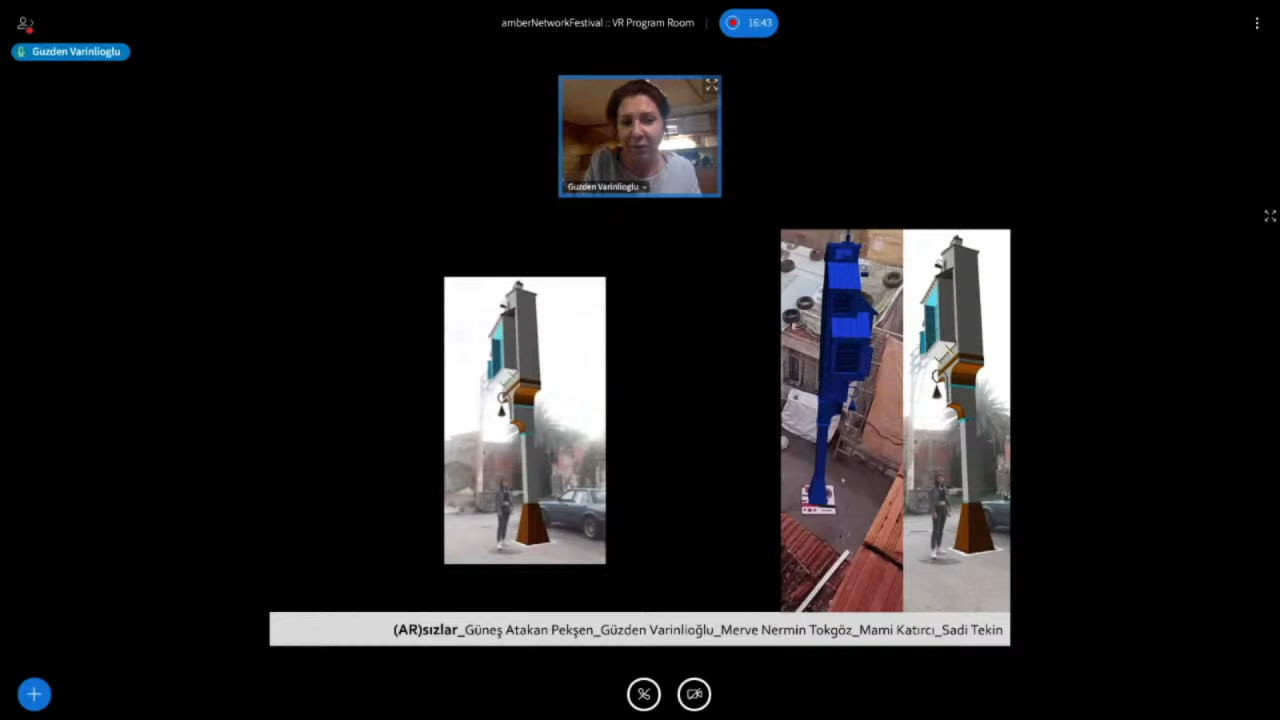 amberNetworkFestival :: VR Program Room
16:43
Guzden Varinlioglu
Guzden Varinlioglu
(AR)sızlar_Güneş Atakan Pekşen_Güzden Varinlioğlu_Merve Nermin Tokgöz_Mami Katırcı_Sadi Tekin